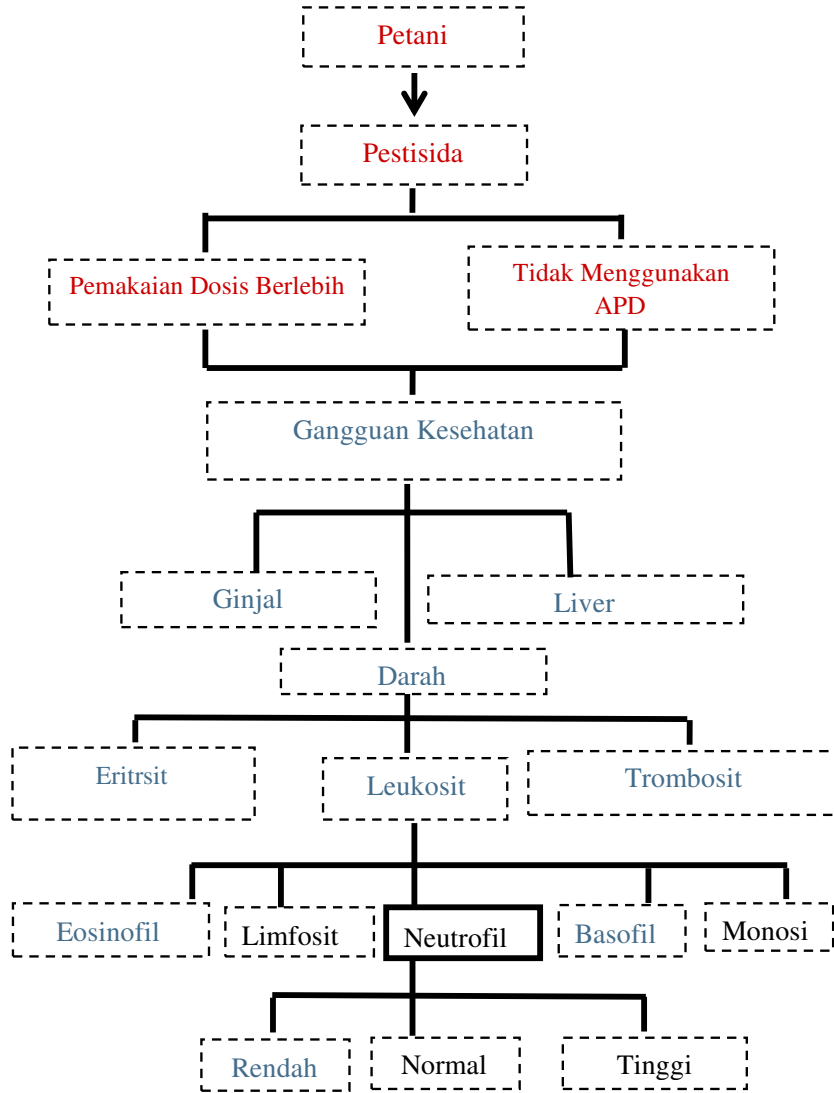 Petani
Pestisida
Pemakaian Dosis Berlebih
Tidak Menggunakan
APD
Gangguan Kesehatan
Ginjal
Liver
Darah
Eritrsit
Leukosit
Trombosit
Eosinofil
Limfosit
Neutrofil
Basofil
Monosi
Rendah
Normal
Tinggi